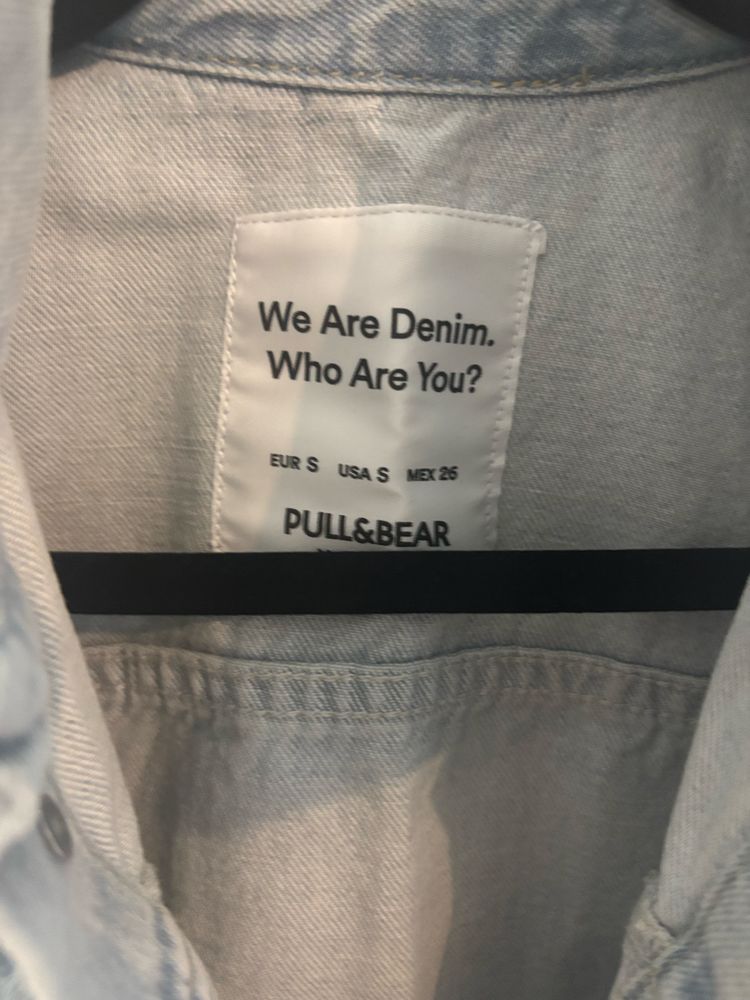 We Are Denim.
Who Are You?
EUR S USA S MEX 26
PULL&BEAR